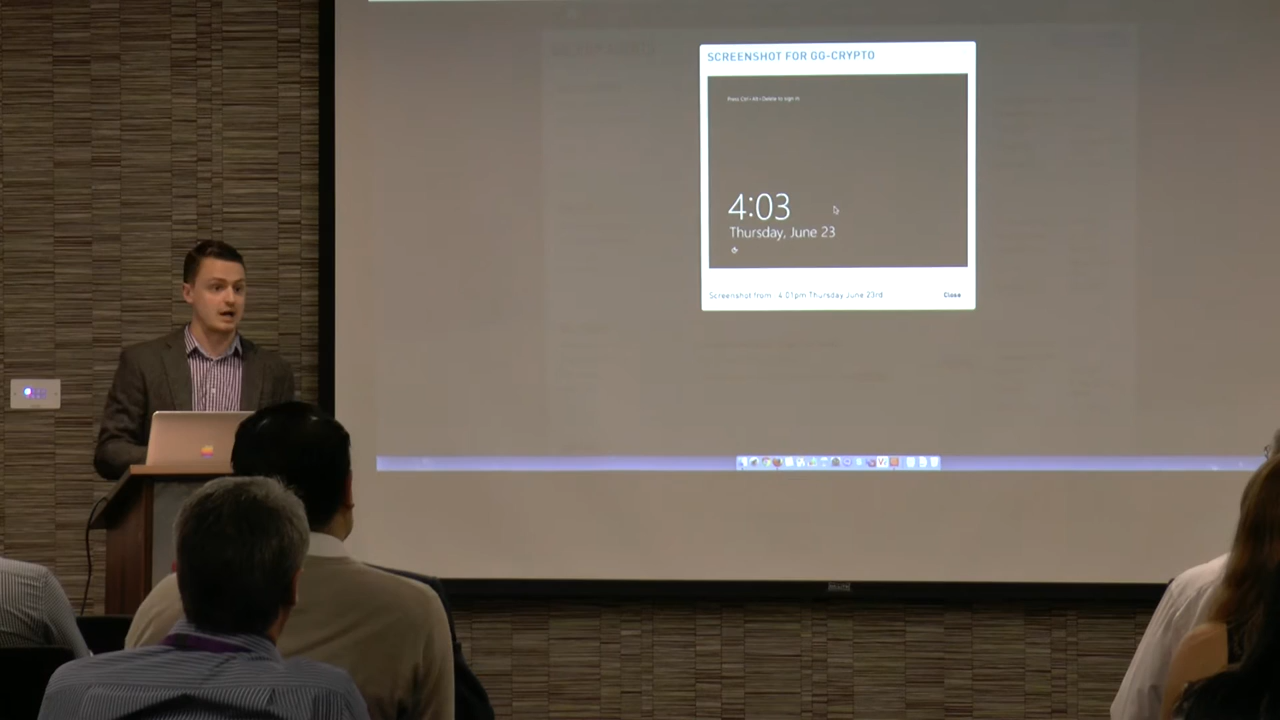 SCREENSHOT FOR GG-CRYPTO
Press Ctrl+Alt+Delete to sign in.
4:03
Thursday, June 23
Screenshot from: 4:01pm Thursday June 23rd
Close